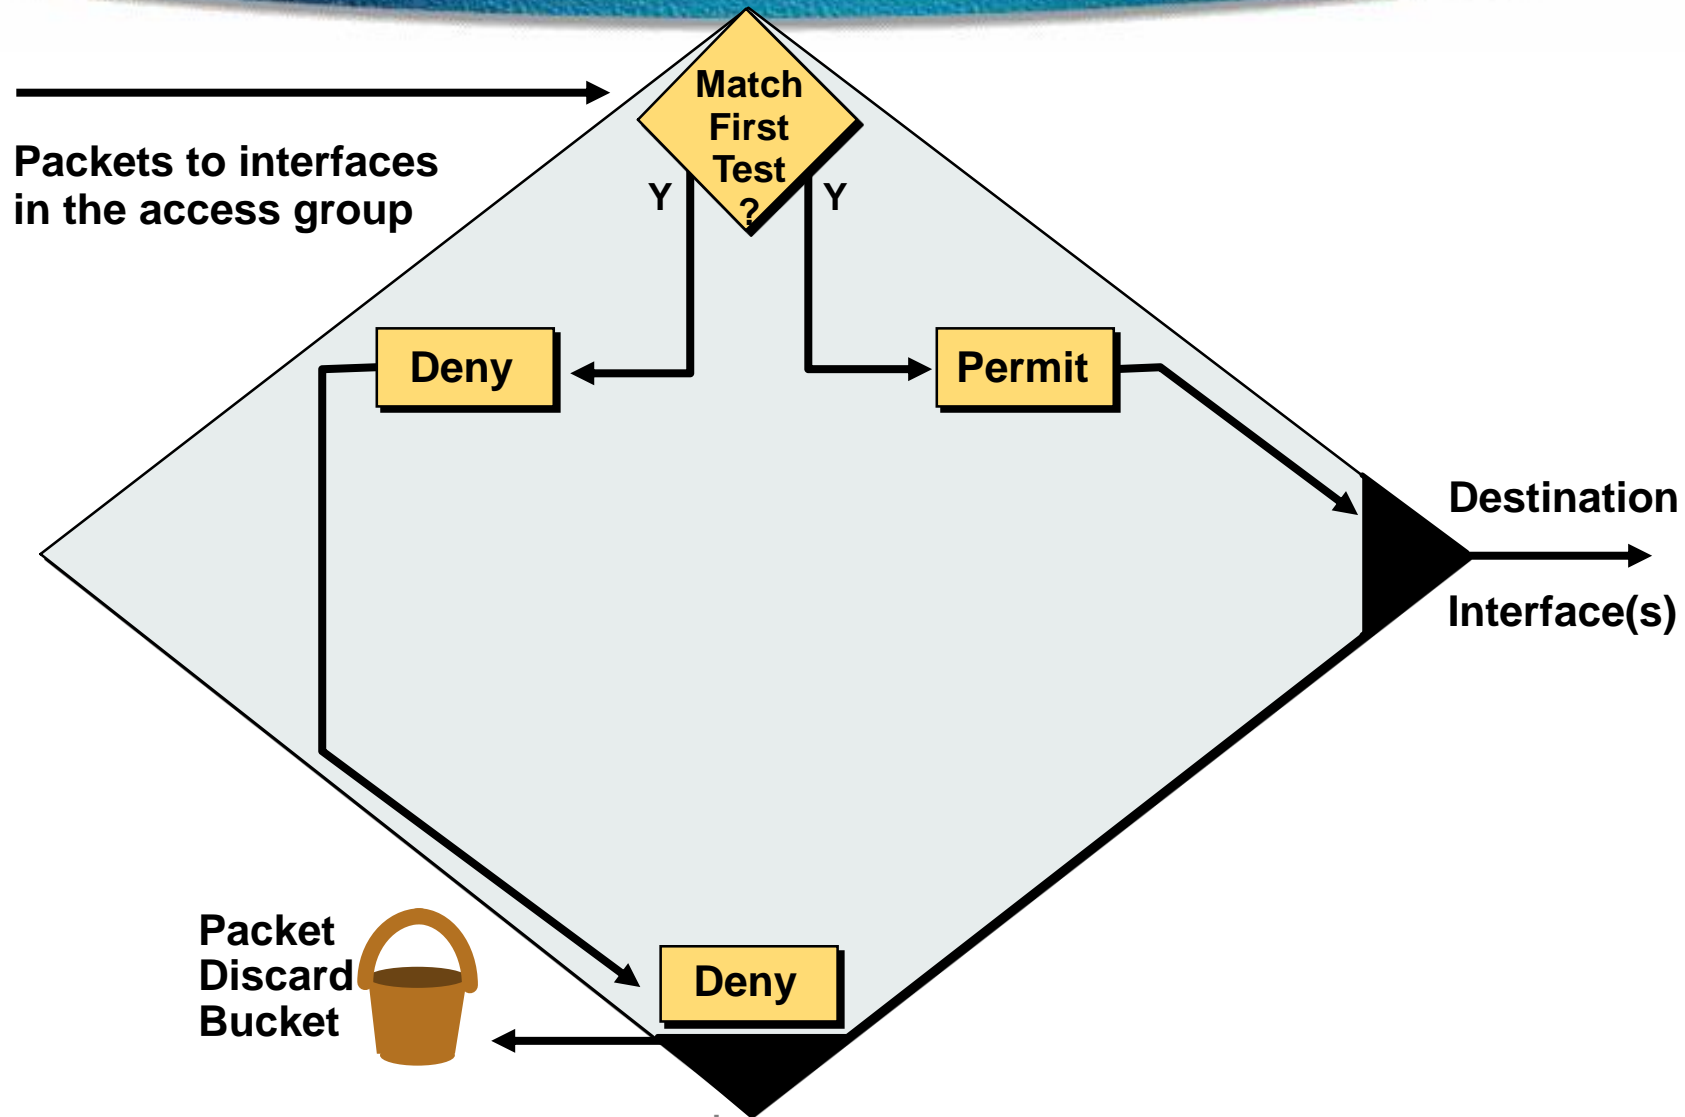 Match
First
Test
?
Packets to interfaces
in the access group
Y
Y
Deny
Permit
Destination
Interface(s)
Packet
Discard
Bucket
Deny